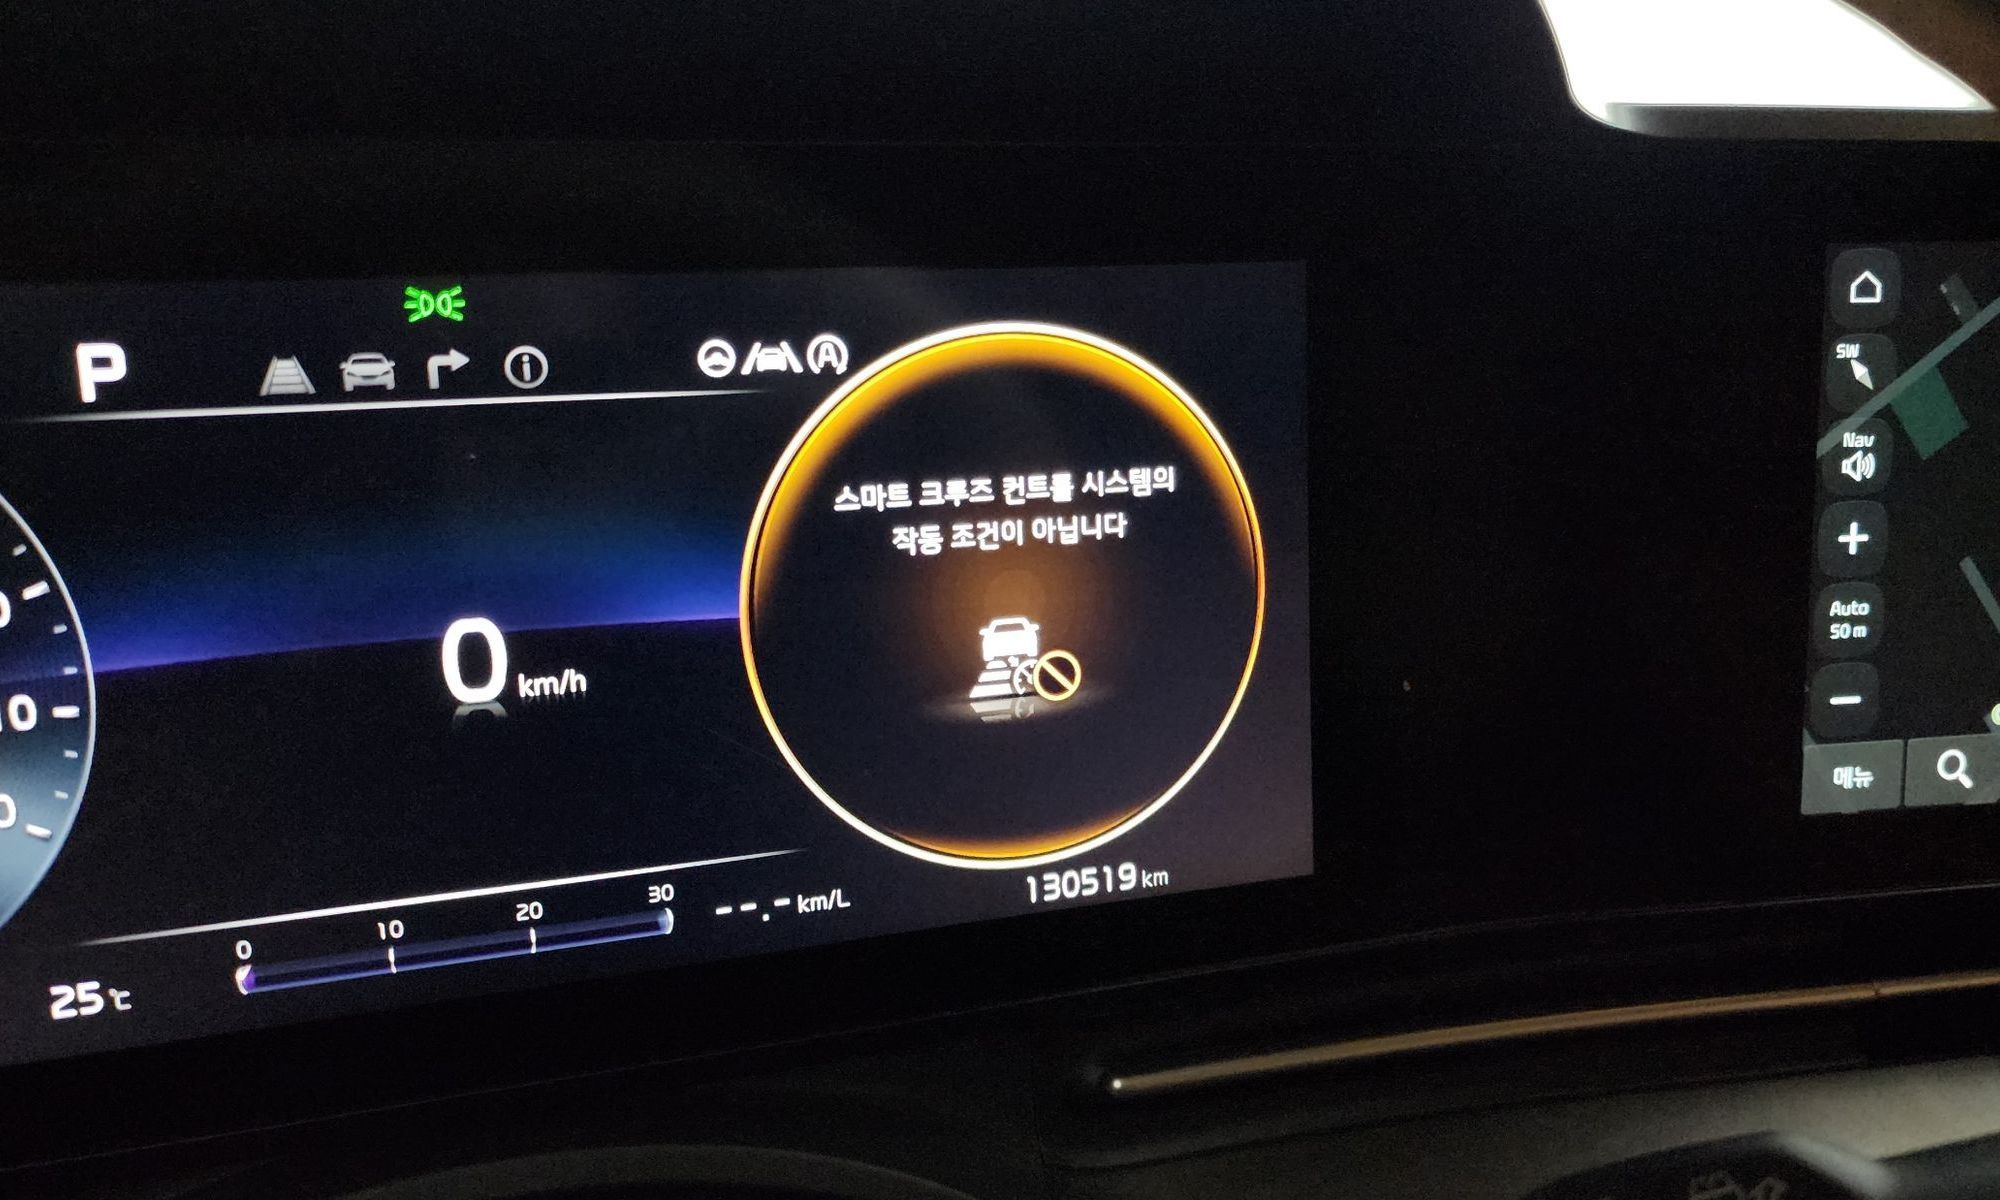 P
SW
Nav
스마트 크루즈 컨트롤 시스템의
작동 조건이 아닙니다
0 km/h
Auto
50 m
메뉴
0 10 20 30
--.- km/L
130519 km
25 ℃